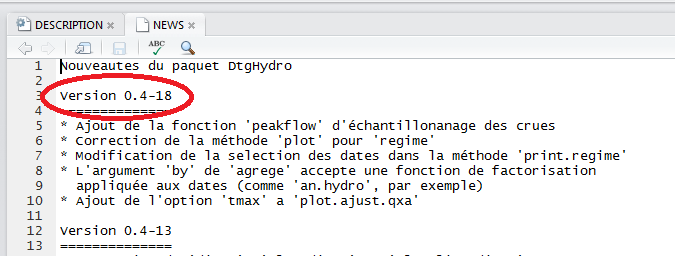 DESCRIPTION NEWS
ABC
1 Nouveautes du paquet DtgHydro
2
3 Version 0.4-18
4 =============
5 * Ajout de la fonction 'peakflow' d'échantillonanage des crues
6 * Correction de la méthode 'plot' pour 'regime'
7 * Modification de la selection des dates dans la méthode 'print.regime'
8 * L'argument 'by' de 'agrege' accepte une fonction de factorisation
9 appliquée aux dates (comme 'an.hydro', par exemple)
10 * Ajout de l'option 'tmax' a 'plot.ajust.qxa'
11
12 Version 0.4-13
13 ==============